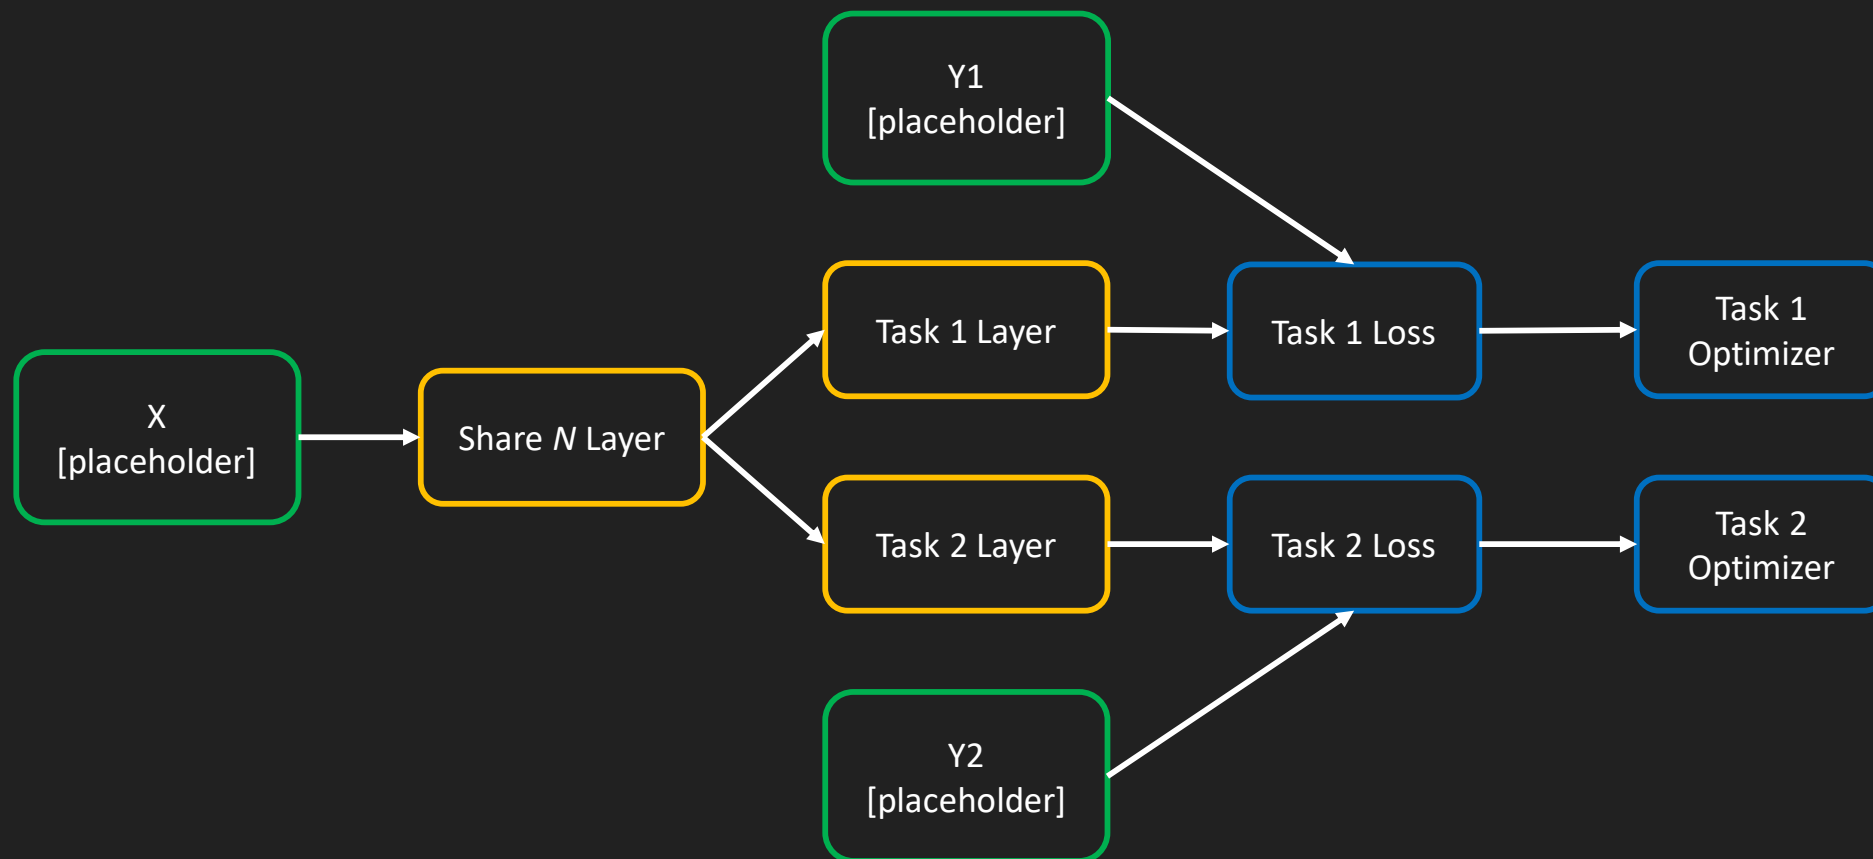 Y1
[placeholder]
Task 1 Layer
Task 1 Loss
Task 1
Optimizer
X
[placeholder]
Share N Layer
Task 2 Layer
Task 2 Loss
Task 2
Optimizer
Y2
[placeholder]